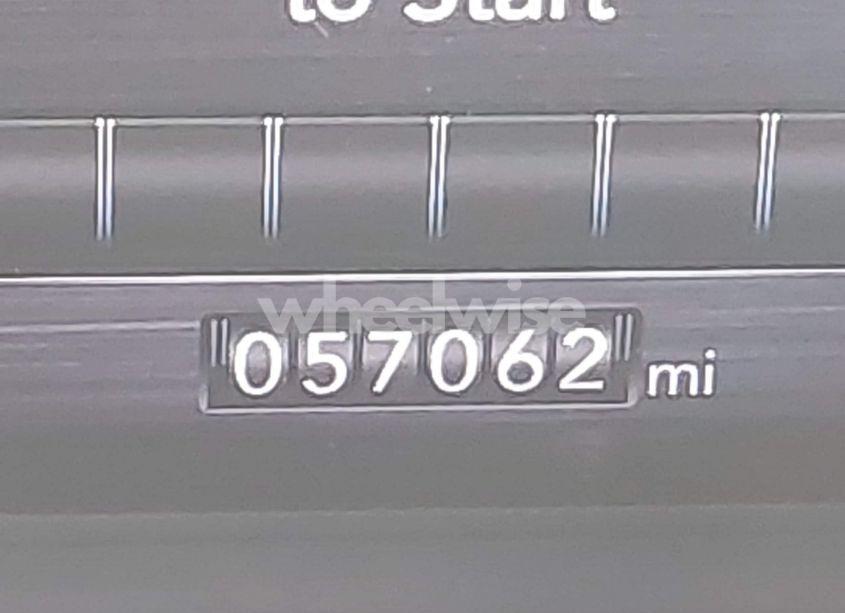 to Start
wheelwise
057062 mi